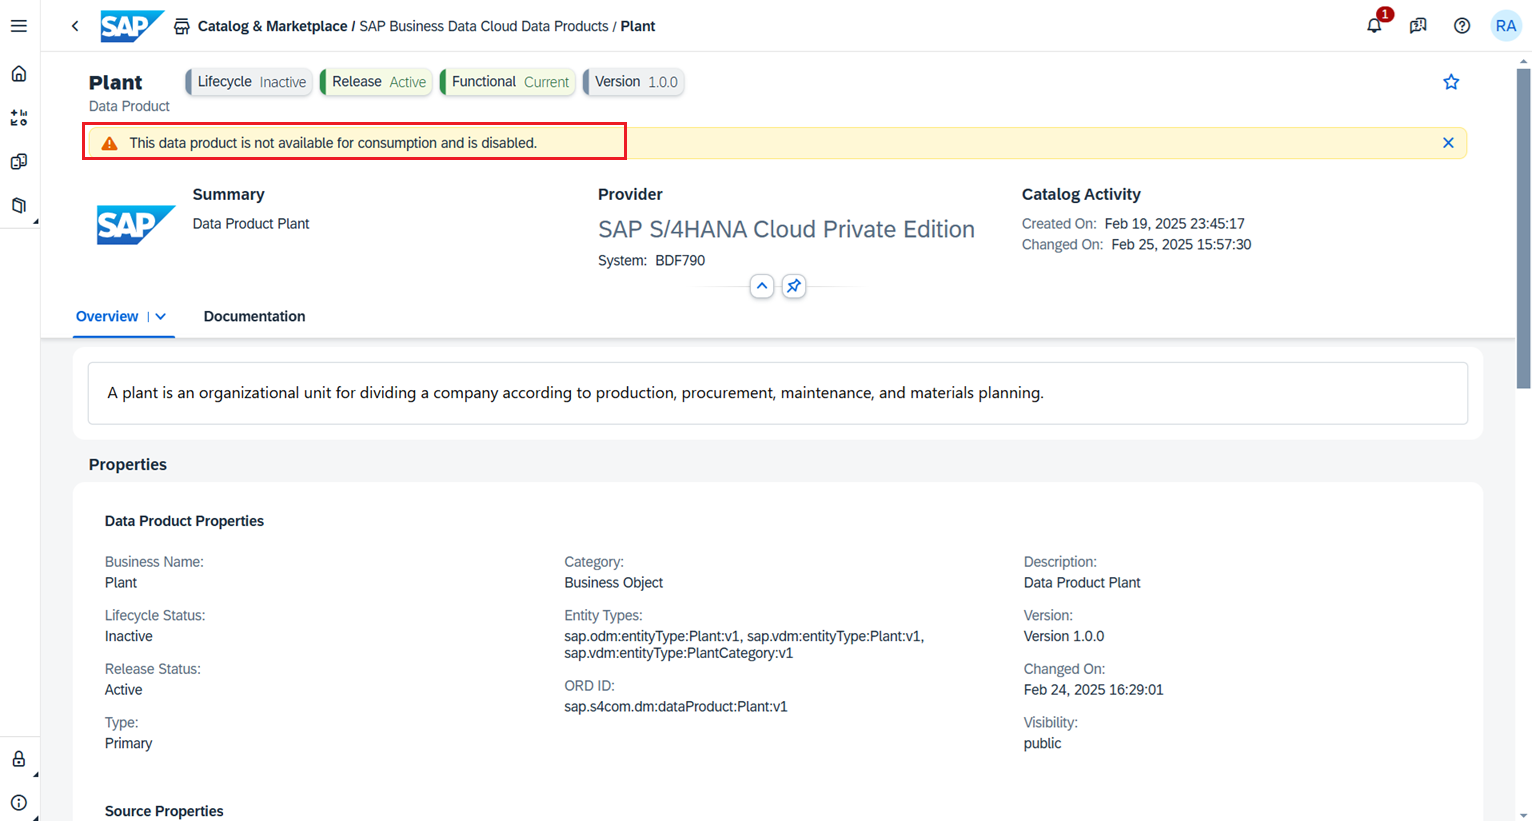 SAP Catalog & Marketplace / SAP Business Data Cloud Data Products / Plant 1 RA
Plant Lifecycle Inactive Release Active Functional Current Version 1.0.0
Data Product
This data product is not available for consumption and is disabled.
Summary Provider Catalog Activity
SAP Data Product Plant SAP S/4HANA Cloud Private Edition Created On: Feb 19, 2025 23:45:17
System: BDF790 Changed On: Feb 25, 2025 15:57:30
Overview Documentation
A plant is an organizational unit for dividing a company according to production, procurement, maintenance, and materials planning.
Properties
Data Product Properties
Business Name: Category: Description:
Plant Business Object Data Product Plant
Lifecycle Status: Entity Types: Version:
Inactive sap.odm:entityType:Plant:v1, sap.vdm:entityType:Plant:v1, Version 1.0.0
sap.vdm:entityType:PlantCategory:v1
Release Status: ORD ID: Changed On:
Active sap.s4com.dm:dataProduct:Plant:v1 Feb 24, 2025 16:29:01
Type: Visibility:
Primary public
Source Properties